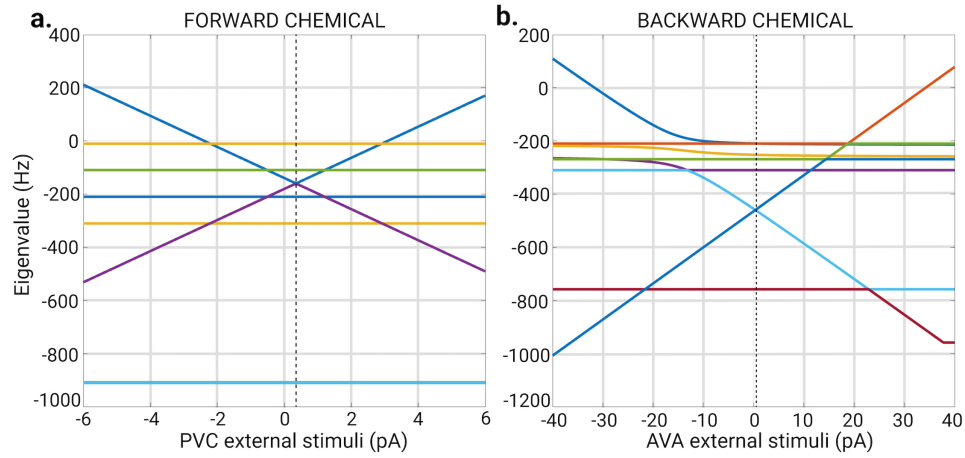 a.
FORWARD CHEMICAL
400
200
0
-200
-400
-600
-800
-1000
Eigenvalue (Hz)
-6 -4 -2 0 2 4 6
PVC external stimuli (pA)
b.
BACKWARD CHEMICAL
200
0
-200
-400
-600
-800
-1000
-1200
-40 -30 -20 -10 0 10 20 30 40
AVA external stimuli (pA)